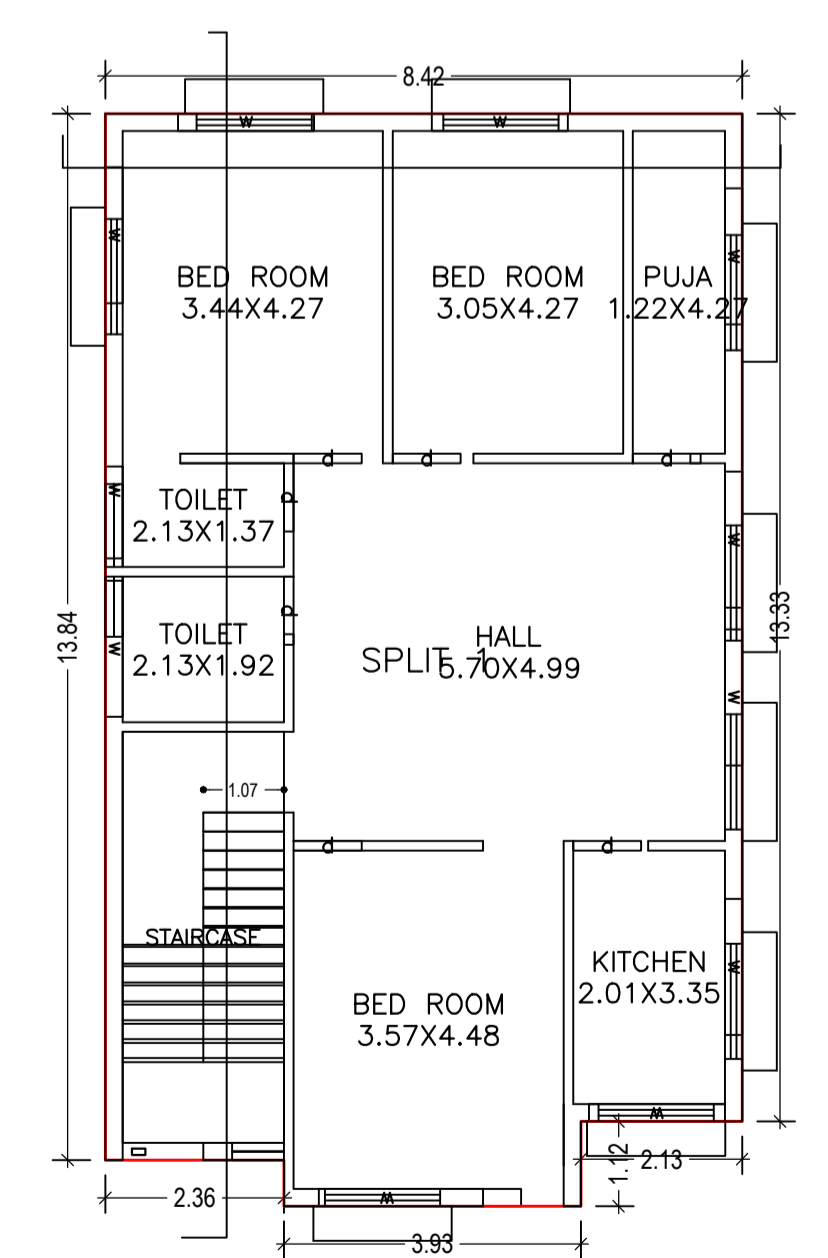 8.42
W
W
W
W
BED ROOM
3.44X4.27
BED ROOM
3.05X4.27
PUJA
1.22X4.27
d
d
d
W
TOILET
2.13X1.37
d
W
13.84
13.33
TOILET
2.13X1.92
d
W
HALL
5.70X4.99
SPLIT 1
W
1.07
d
d
STAIRCASE
KITCHEN
2.01X3.35
W
BED ROOM
3.57X4.48
W
1.12
2.13
2.36
W
3.93